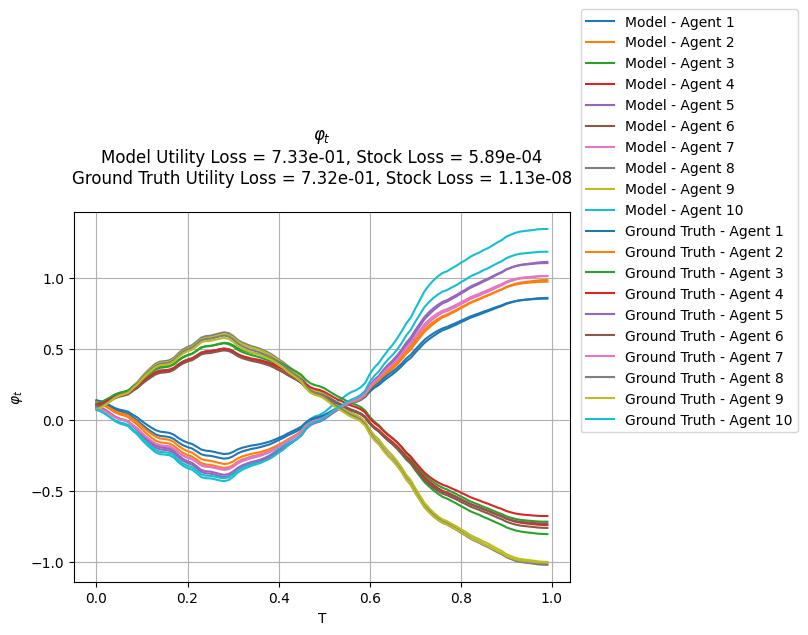 φt
Model Utility Loss = 7.33e-01, Stock Loss = 5.89e-04
Ground Truth Utility Loss = 7.32e-01, Stock Loss = 1.13e-08
1.0
0.5
0.0
−0.5
−1.0
φt
0.0 0.2 0.4 0.6 0.8 1.0
T
Model - Agent 1
Model - Agent 2
Model - Agent 3
Model - Agent 4
Model - Agent 5
Model - Agent 6
Model - Agent 7
Model - Agent 8
Model - Agent 9
Model - Agent 10
Ground Truth - Agent 1
Ground Truth - Agent 2
Ground Truth - Agent 3
Ground Truth - Agent 4
Ground Truth - Agent 5
Ground Truth - Agent 6
Ground Truth - Agent 7
Ground Truth - Agent 8
Ground Truth - Agent 9
Ground Truth - Agent 10